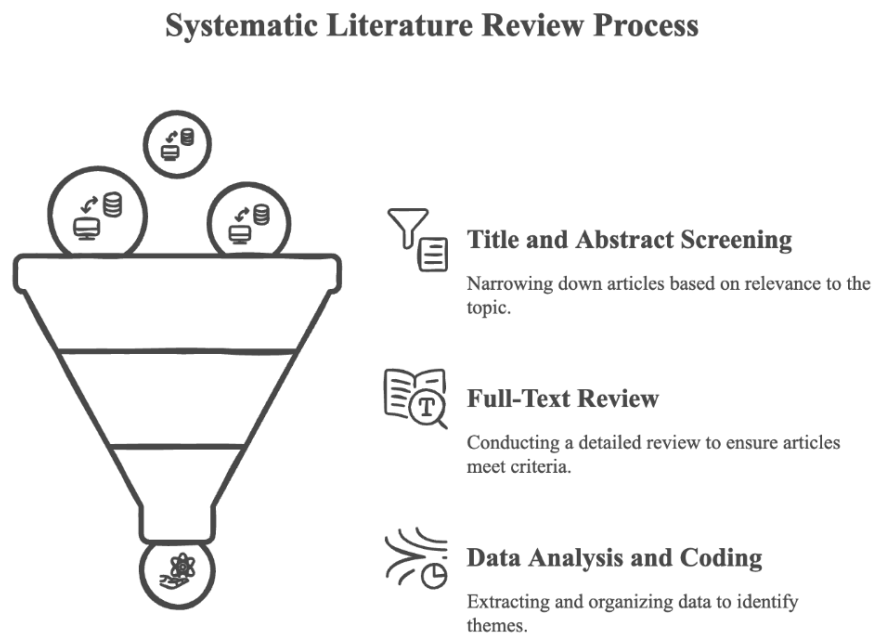 Systematic Literature Review Process
Title and Abstract Screening
Narrowing down articles based on relevance to the
topic.
T
Full-Text Review
Conducting a detailed review to ensure articles
meet criteria.
Data Analysis and Coding
Extracting and organizing data to identify
themes.